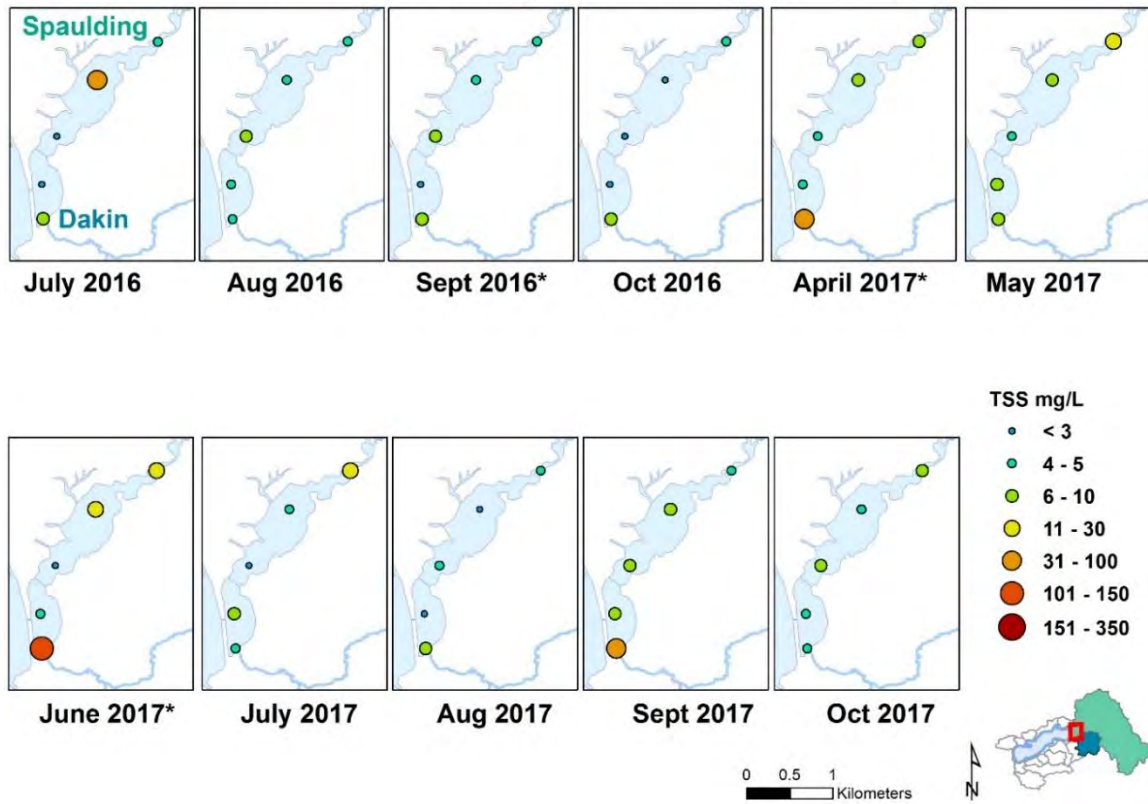 Spaulding
Dakin
July 2016
Aug 2016
Sept 2016*
Oct 2016
April 2017*
May 2017
TSS mg/L
< 3
4 - 5
6 - 10
11 - 30
31 - 100
101 - 150
151 - 350
June 2017*
July 2017
Aug 2017
Sept 2017
Oct 2017
0 0.5 1
Kilometers
N